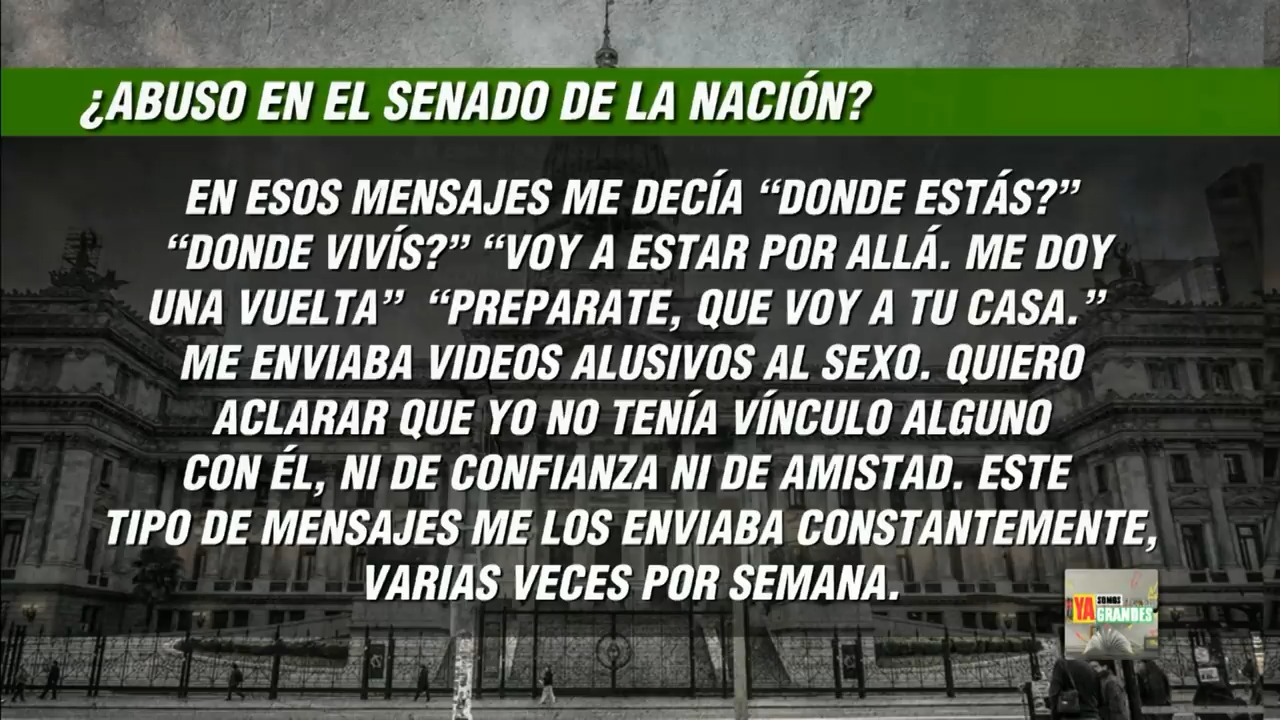 ¿ABUSO EN EL SENADO DE LA NACIÓN?
EN ESOS MENSAJES ME DECÍA “DONDE ESTÁS?”
“DONDE VIVÍS?” “VOY A ESTAR POR ALLÁ. ME DOY
UNA VUELTA” “PREPARATE, QUE VOY A TU CASA.”
ME ENVIABA VIDEOS ALUSIVOS AL SEXO. QUIERO
ACLARAR QUE YO NO TENÍA VÍNCULO ALGUNO
CON ÉL, NI DE CONFIANZA NI DE AMISTAD. ESTE
TIPO DE MENSAJES ME LOS ENVIABA CONSTANTEMENTE,
VARIAS VECES POR SEMANA.
YA SOMOS
GRANDES